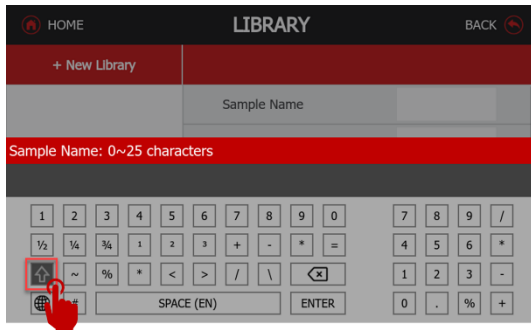 HOME LIBRARY BACK
+ New Library
Sample Name
Sample Name: 0~25 characters
1 2 3 4 5 6 7 8 9 0 7 8 9 /
½ ¼ ¾ ¹ ² ³ + - * = 4 5 6 *
~ % * < > / \ 1 2 3 -
# SPACE (EN) ENTER 0 . % +